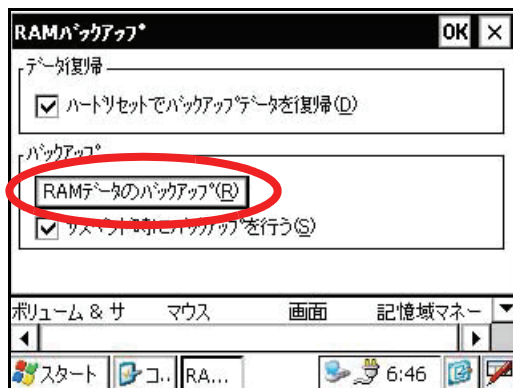 RAMﾊﾞｯｸｱｯﾌﾟ OK ×
ﾃﾞｰﾀ復帰
ﾊｰﾄﾞﾘｾｯﾄでﾊﾞｯｸｱｯﾌﾟﾃﾞｰﾀを復帰(D)
ﾊﾞｯｸｱｯﾌﾟ
RAMﾃﾞｰﾀのﾊﾞｯｸｱｯﾌﾟ(R)
ｻｽﾍﾟﾝﾄﾞ時にﾊﾞｯｸｱｯﾌﾟを行う(S)
ボリューム & サ マウス 画面 記憶域マネー
スタート コ.. RA... 6:46